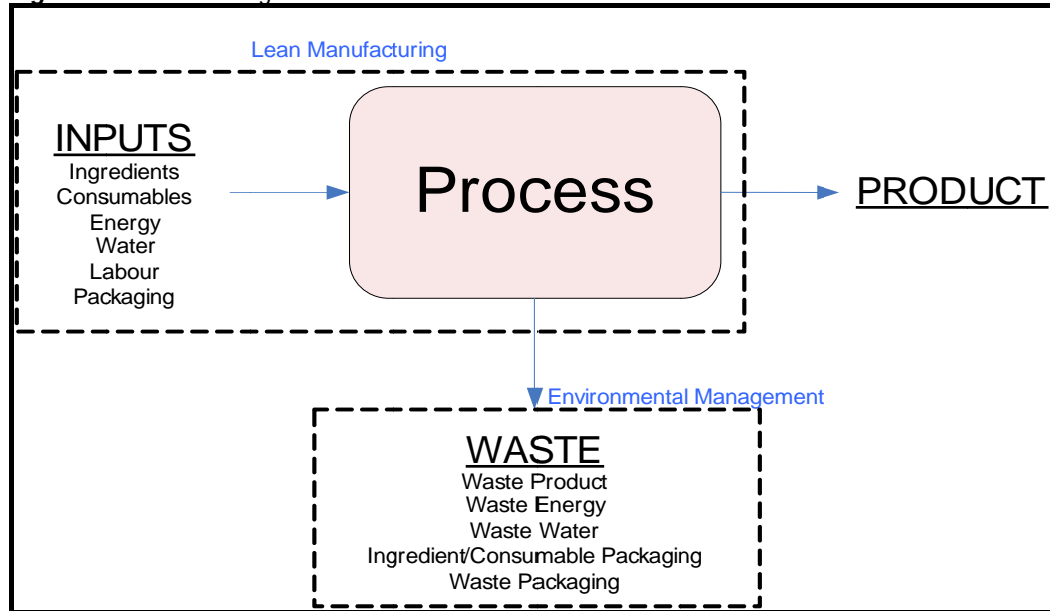 Lean Manufacturing
INPUTS
Ingredients
Consumables
Energy
Water
Labour
Packaging
Process
PRODUCT
Environmental Management
WASTE
Waste Product
Waste Energy
Waste Water
Ingredient/Consumable Packaging
Waste Packaging